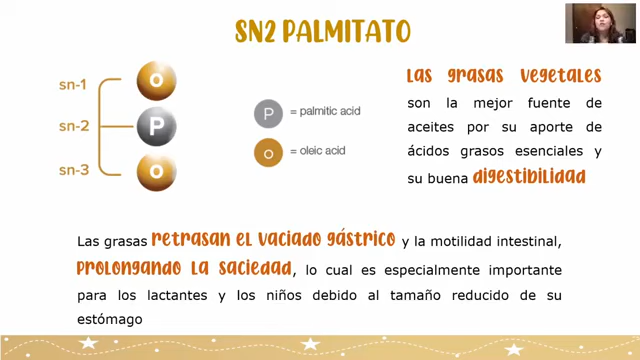 SN2 PALMITATO
sn-1
O
sn-2
P
sn-3
O
P = palmitic acid
O = oleic acid
Las grasas vegetales
son la mejor fuente de
aceites por su aporte de
ácidos grasos esenciales y
su buena digestibilidad
Las grasas retrasan el vaciado gástrico y la motilidad intestinal,
prolongando la saciedad, lo cual es especialmente importante
para los lactantes y los niños debido al tamaño reducido de su
estómago